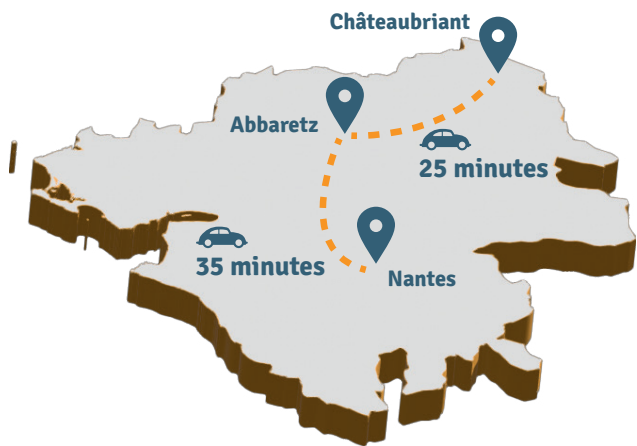 Châteaubriant
Abbaretz
25 minutes
35 minutes
Nantes